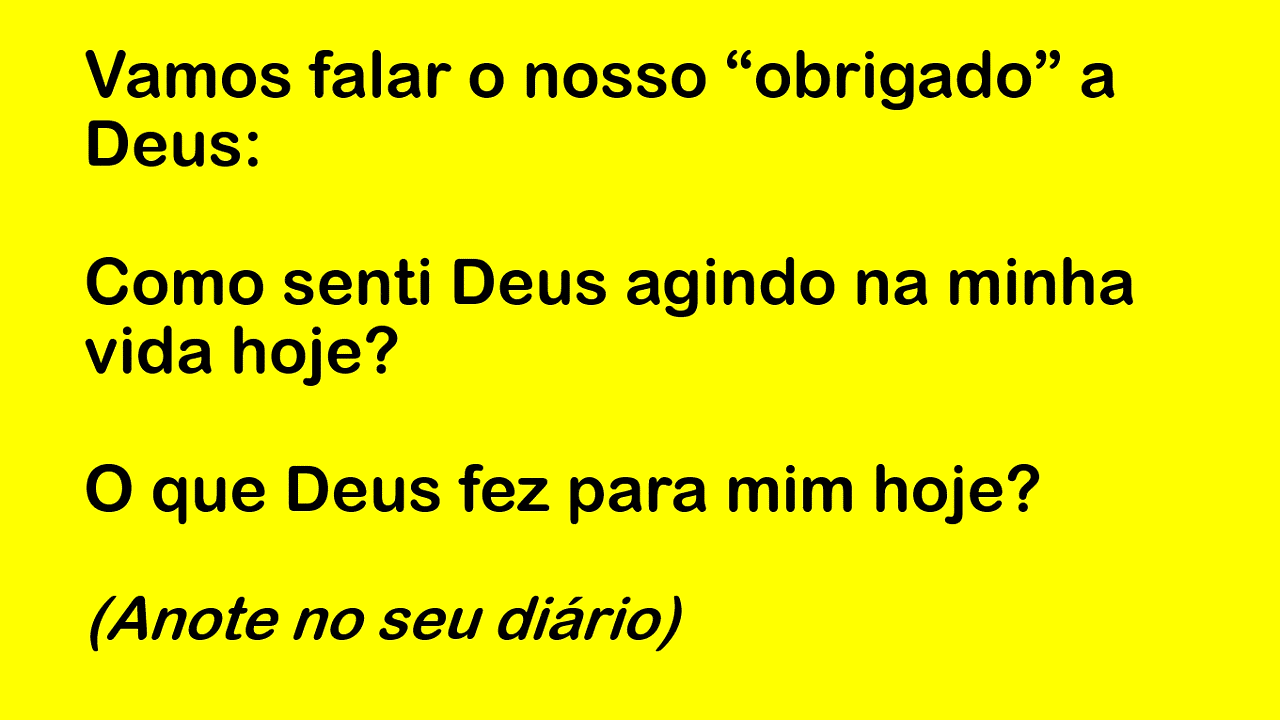 Vamos falar o nosso “obrigado” a
Deus:
Como senti Deus agindo na minha
vida hoje?
O que Deus fez para mim hoje?
(Anote no seu diário)